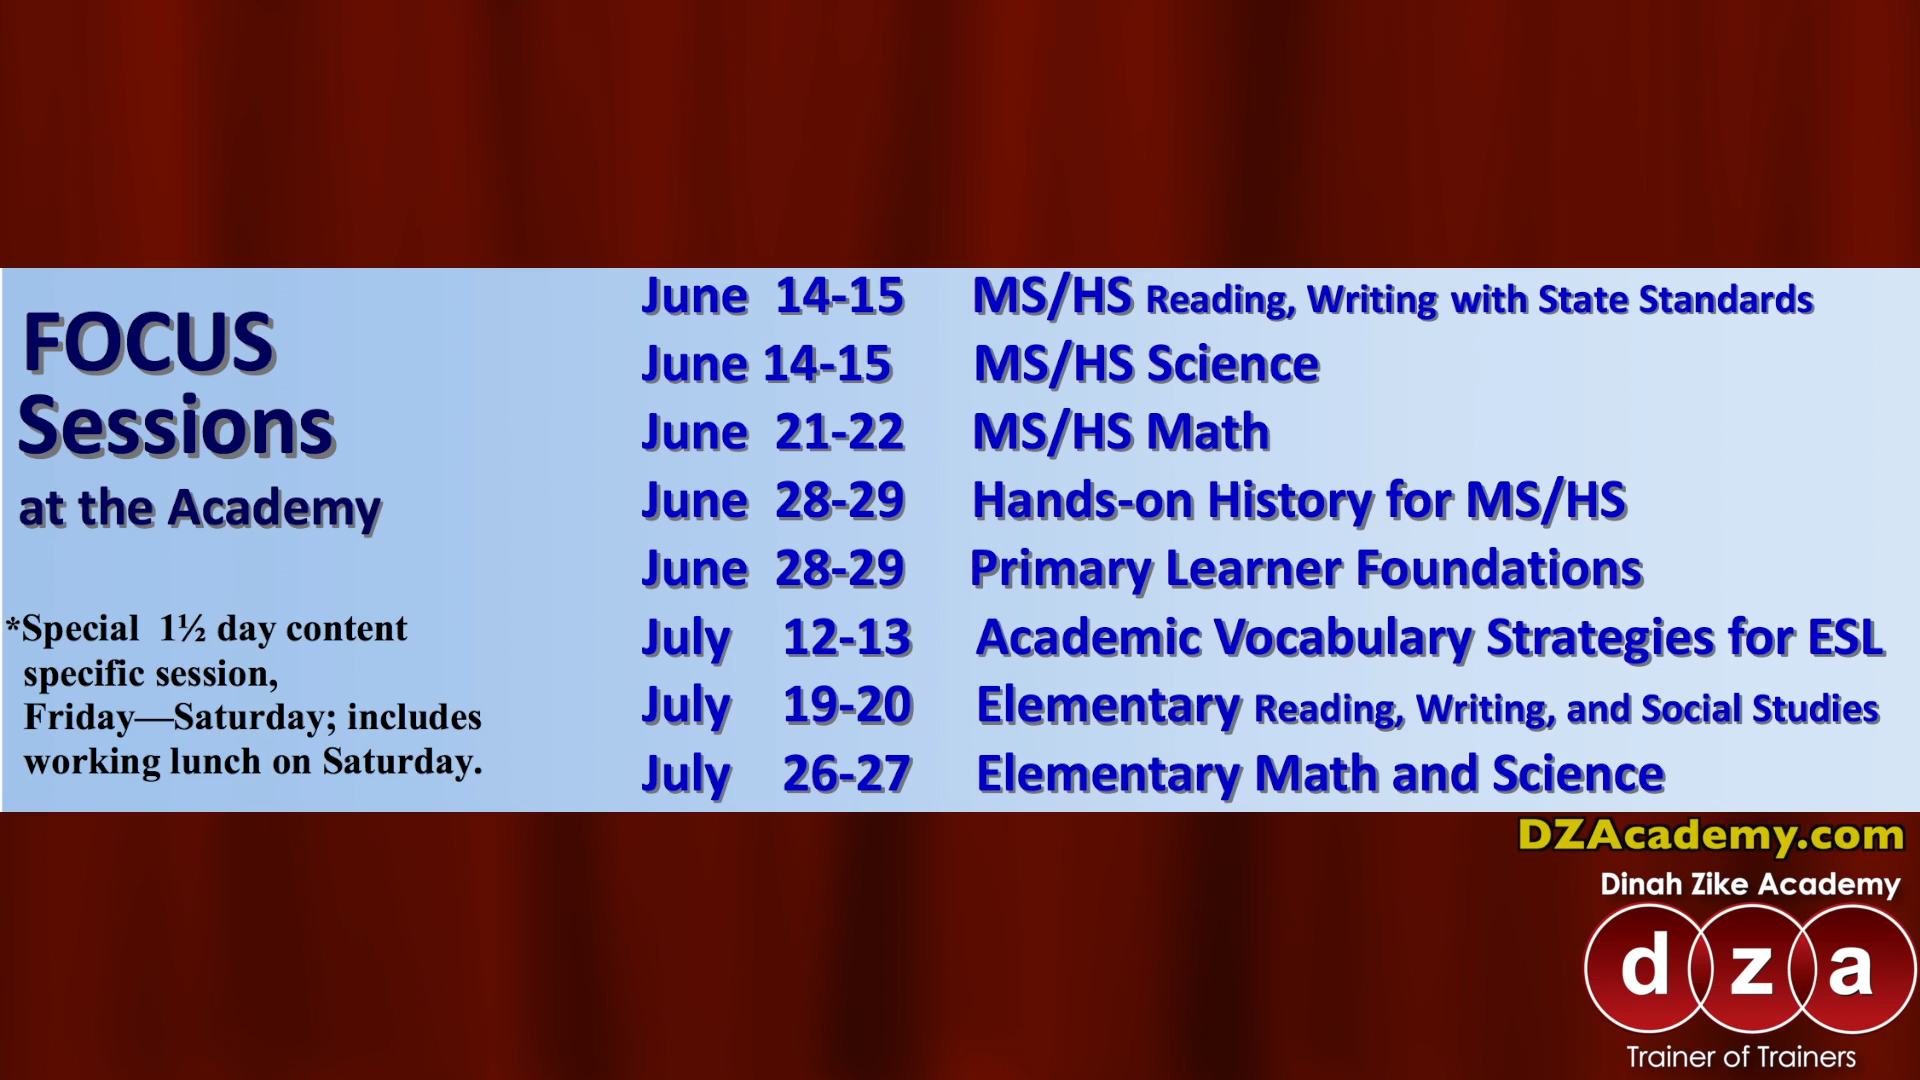 FOCUS
Sessions
at the Academy
*Special 1½ day content
specific session,
Friday—Saturday; includes
working lunch on Saturday.
June 14-15 MS/HS Reading, Writing with State Standards
June 14-15 MS/HS Science
June 21-22 MS/HS Math
June 28-29 Hands-on History for MS/HS
June 28-29 Primary Learner Foundations
July 12-13 Academic Vocabulary Strategies for ESL
July 19-20 Elementary Reading, Writing, and Social Studies
July 26-27 Elementary Math and Science
DZAcademy.com
Dinah Zike Academy
d z a
Trainer of Trainers